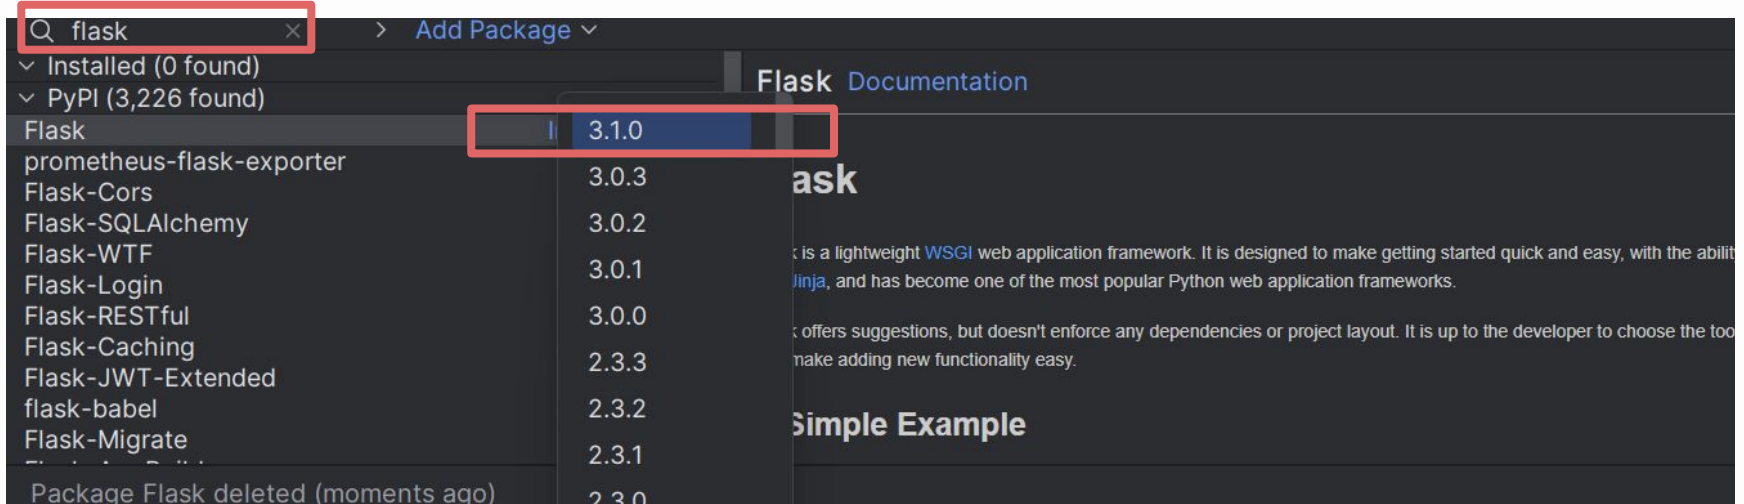 flask
Add Package
Installed (0 found)
PyPI (3,226 found)
Flask
prometheus-flask-exporter
Flask-Cors
Flask-SQLAlchemy
Flask-WTF
Flask-Login
Flask-RESTful
Flask-Caching
Flask-JWT-Extended
flask-babel
Flask-Migrate
Package Flask deleted (moments ago)
3.1.0
3.0.3
3.0.2
3.0.1
3.0.0
2.3.3
2.3.2
2.3.1
2.3.0
Flask Documentation
ask
is a lightweight WSGI web application framework. It is designed to make getting started quick and easy, with the
Jinja, and has become one of the most popular Python web application frameworks.
offers suggestions, but doesn't enforce any dependencies or project layout. It is up to the developer to choose the
make adding new functionality easy.
Simple Example